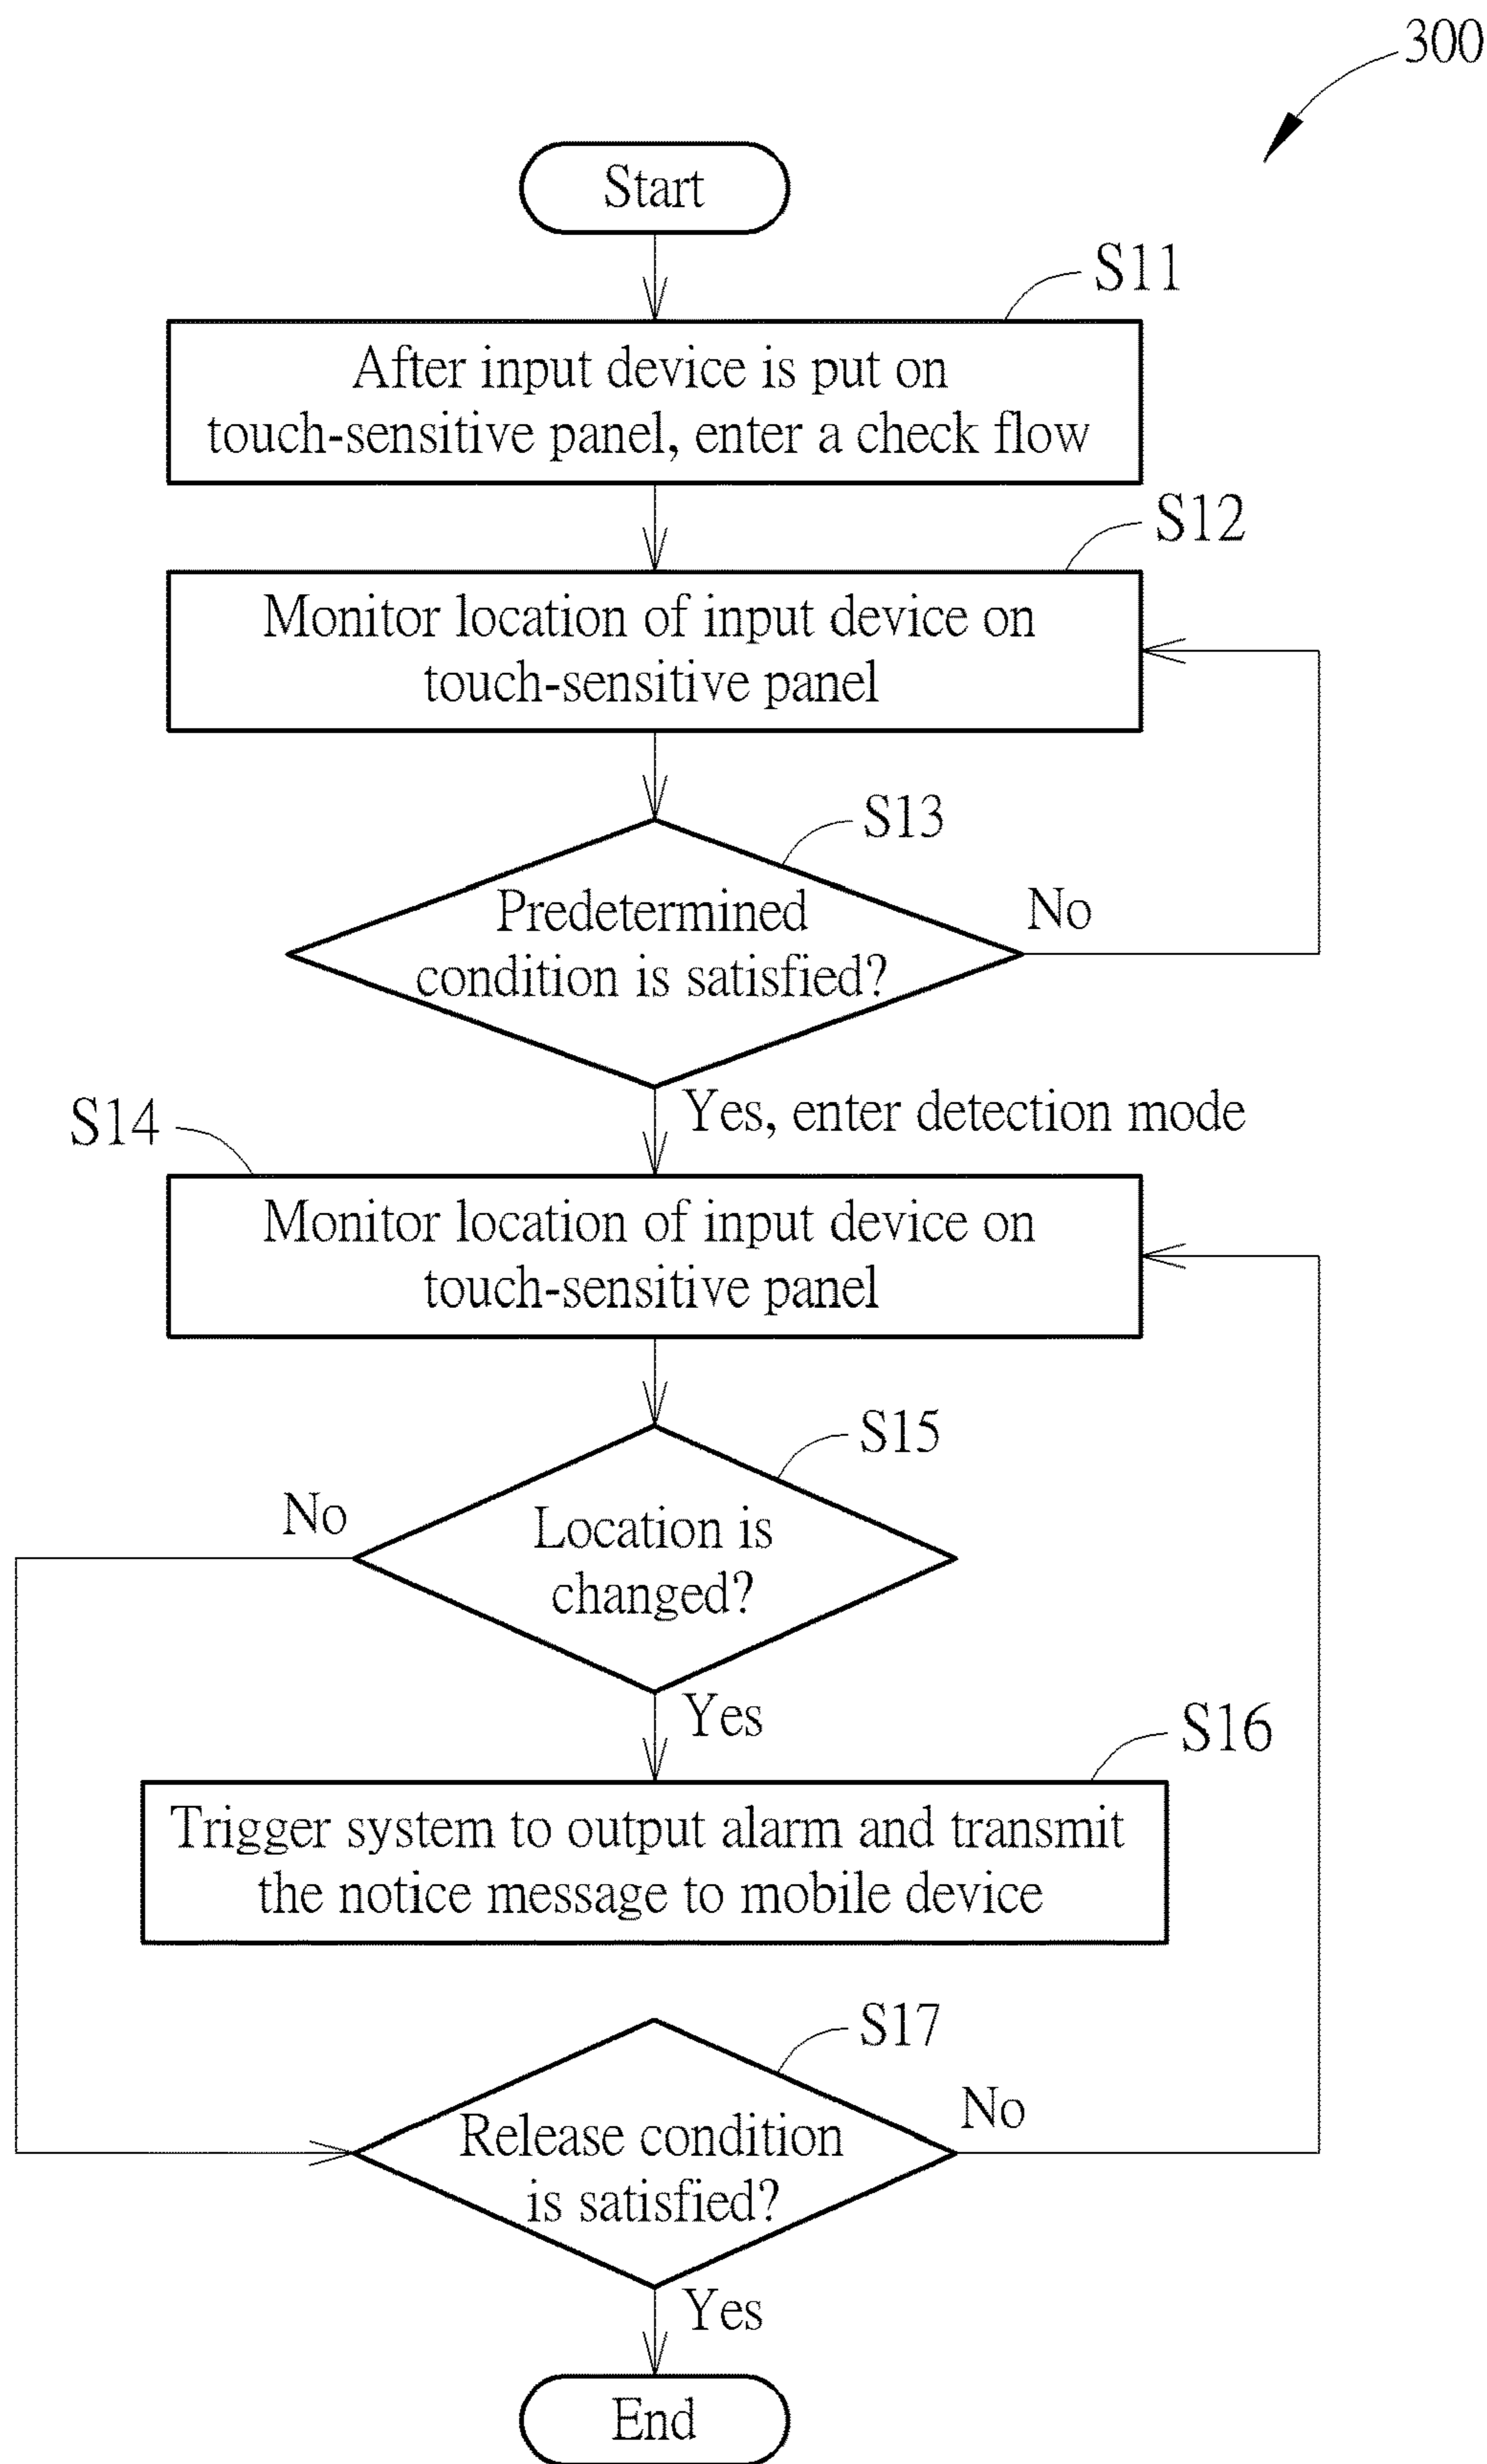 300
Start
S11
After input device is put on
touch-sensitive panel, enter a check flow
S12
Monitor location of input device on
touch-sensitive panel
S13
Predetermined
condition is satisfied?
No
Yes, enter detection mode
S14
Monitor location of input device on
touch-sensitive panel
S15
Location is
changed?
No
Yes
S16
Trigger system to output alarm and transmit
the notice message to mobile device
S17
Release condition
is satisfied?
No
Yes
End